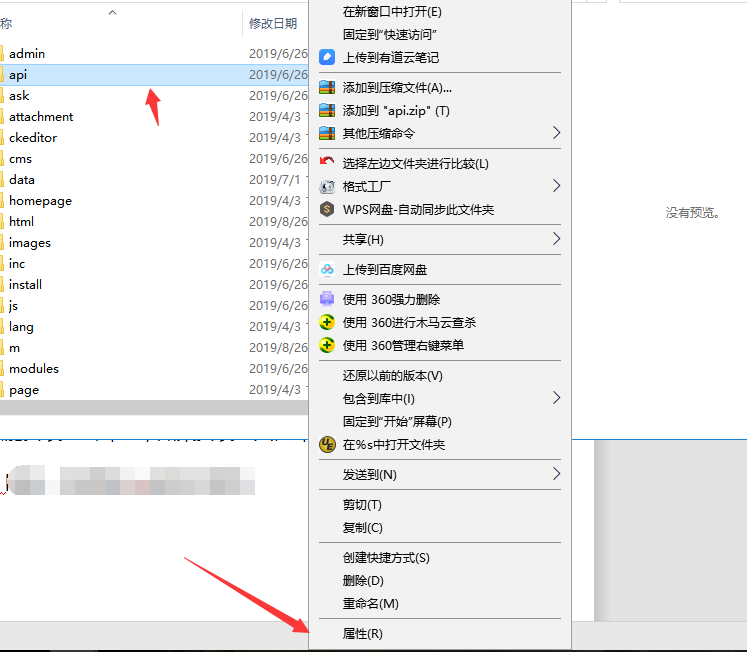 称 修改日期
admin 2019/6/26
api 2019/6/26
ask 2019/6/26
attachment 2019/4/3
ckeditor 2019/4/3
cms 2019/6/26
data 2019/7/1
homepage 2019/4/3
html 2019/8/26
images 2019/4/3
inc 2019/6/26
install 2019/6/26
js 2019/6/26
lang 2019/4/3
m 2019/8/26
modules 2019/6/26
page 2019/4/3
在新窗口中打开(E)
固定到“快速访问”
上传到有道云笔记
添加到压缩文件(A)...
添加到 "api.zip" (T)
其他压缩命令
选择左边文件夹进行比较(L)
格式工厂
WPS网盘-自动同步此文件夹
共享(H)
上传到百度网盘
使用 360强力删除
使用 360进行木马云查杀
使用 360管理右键菜单
还原以前的版本(V)
包含到库中(I)
固定到“开始”屏幕(P)
在%s中打开文件夹
发送到(N)
剪切(T)
复制(C)
创建快捷方式(S)
删除(D)
重命名(M)
属性(R)
没有预览。